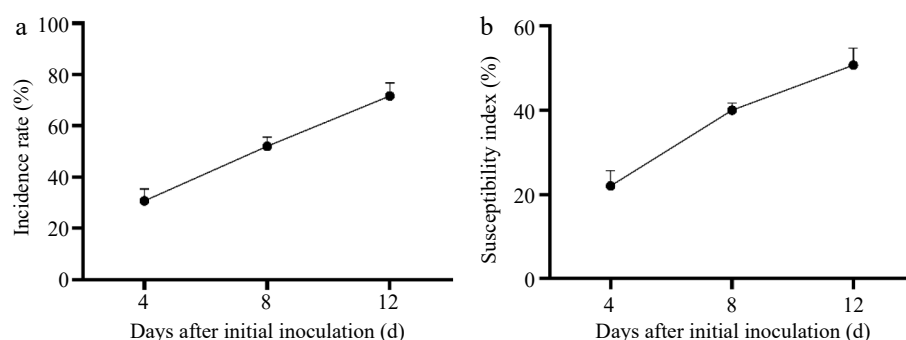 a
Incidence rate (%)
100
80
60
40
20
0
4 8 12
Days after initial inoculation (d)
b
Susceptibility index (%)
60
40
20
0
4 8 12
Days after initial inoculation (d)